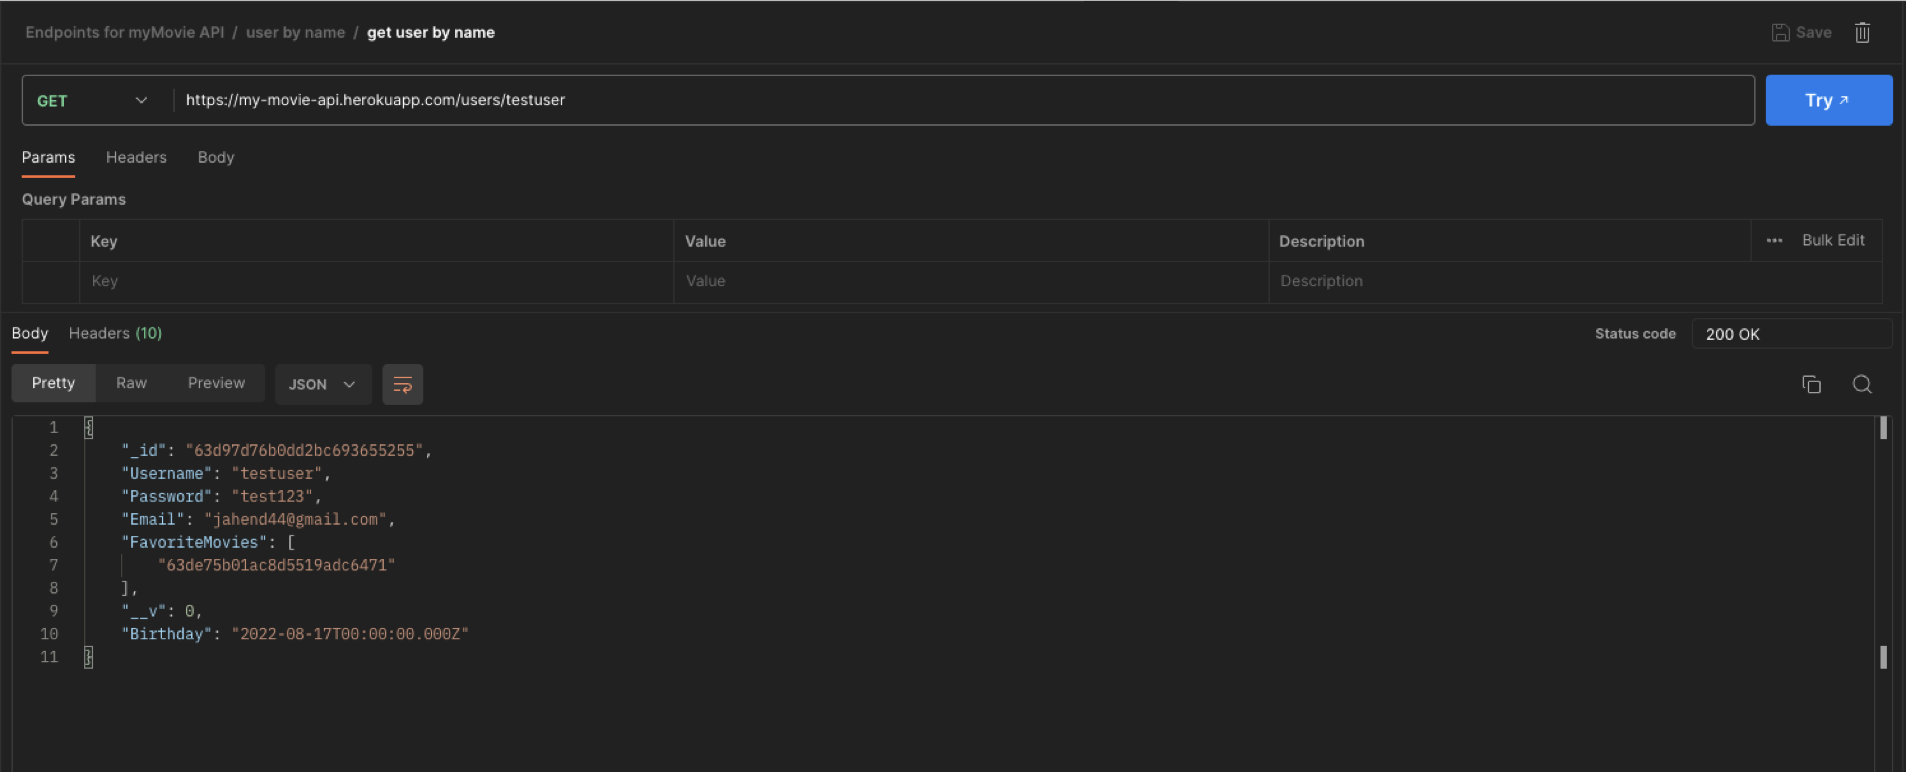 Endpoints for myMovie API / user by name / get user by name Save
GET https://my-movie-api.herokuapp.com/users/testuser Try
Params Headers Body
Query Params
Key Value Description ••• Bulk Edit
Key Value Description
Body Headers (10) Status code 200 OK
Pretty Raw Preview JSON
1 {
2 "_id": "63d97d76b0dd2bc693655255",
3 "Username": "testuser",
4 "Password": "test123",
5 "Email": "jahend44@gmail.com",
6 "FavoriteMovies": [
7 "63de75b01ac8d5519adc6471"
8 ],
9 "__v": 0,
10 "Birthday": "2022-08-17T00:00:00.000Z"
11 }